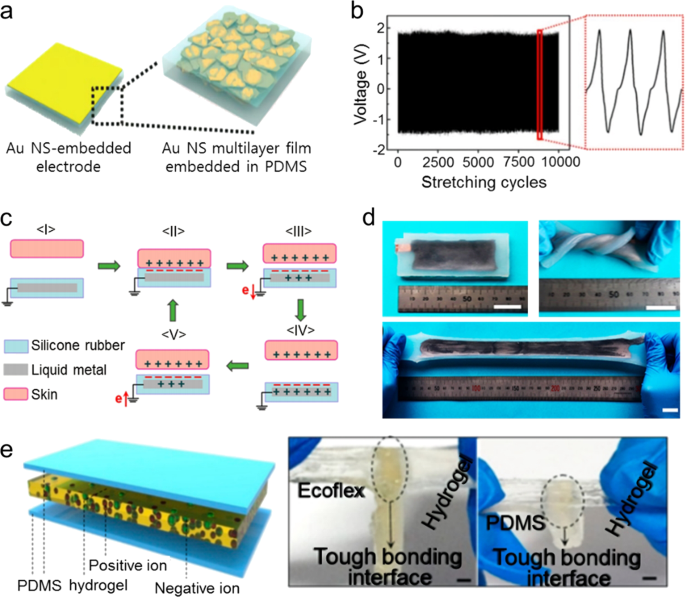 a
Au NS-embedded
electrode
Au NS multilayer film
embedded in PDMS
b
Voltage (V)
2
1
0
-1
-2
0
2500
5000
7500
10000
Stretching cycles
c
<I>
<II>
<III>
<IV>
<V>
e
e
Silicone rubber
Liquid metal
Skin
d
e
PDMS
hydrogel
Positive ion
Negative ion
Ecoflex
Hydrogel
Tough bonding
interface
PDMS
Hydrogel
Tough bonding
interface